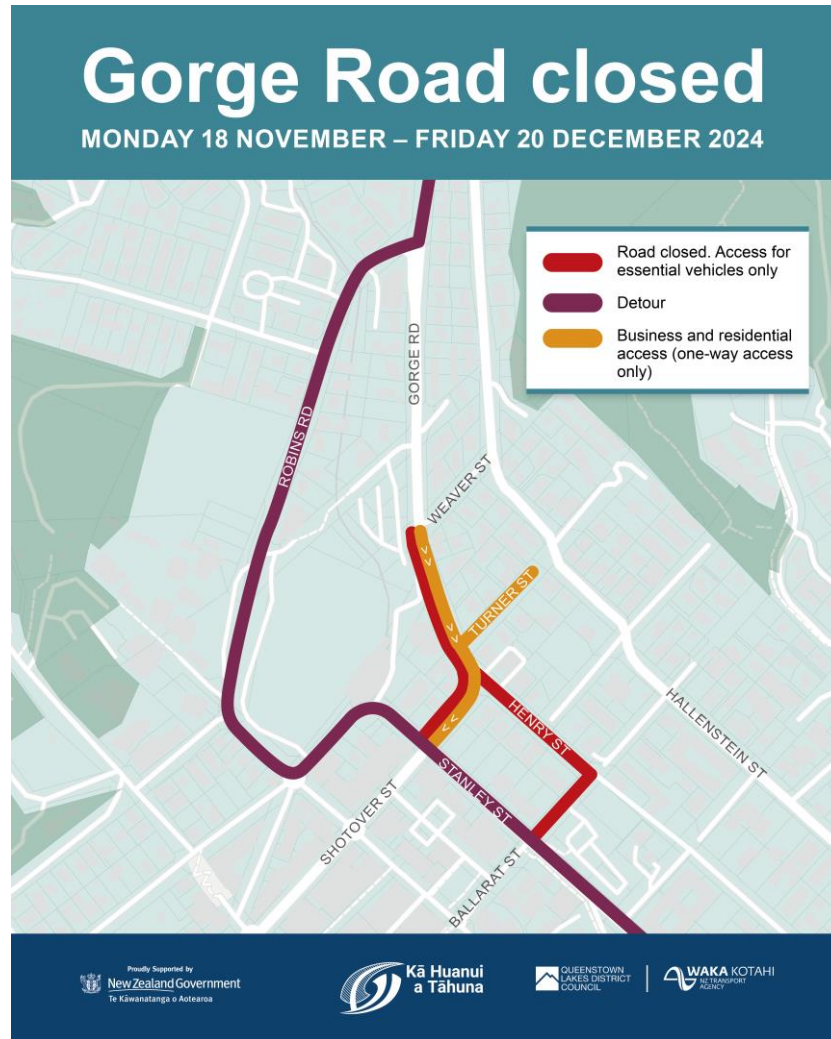 Gorge Road closed
MONDAY 18 NOVEMBER – FRIDAY 20 DECEMBER 2024
Road closed. Access for
essential vehicles only
Detour
Business and residential
access (one-way access
only)
GORGE RD
ROBINS RD
WEAVER ST
TURNER ST
HENRY ST
HALLENSTEIN ST
STANLEY ST
SHOTOVER ST
BALLARAT ST
Proudly Supported by
New Zealand Government
Te Kāwanatanga o Aotearoa
Kā Huanui
a Tāhuna
QUEENSTOWN
LAKES DISTRICT
COUNCIL
WAKA KOTAHI
NZ TRANSPORT
AGENCY